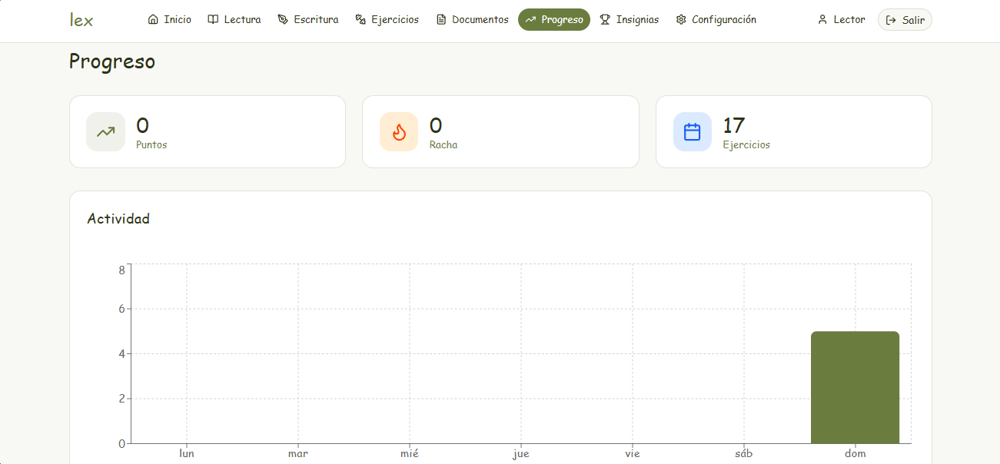 lex Inicio Lectura Escritura Ejercicios Documentos Progreso Insignias Configuración Lector Salir
Progreso
0
Puntos
0
Racha
17
Ejercicios
Actividad
8
6
4
2
0
lun mar mié jue vie sáb dom